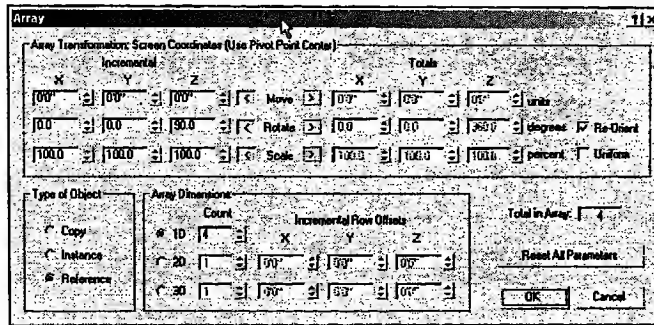 Array
Array Transformation: Screen Coordinates (Use Pivot Point Center)
Incremental Totals
X Y Z X Y Z
0'0" 0'0" 0'0" < Move > 0'0" 0'0" 0'0" units
0.0 0.0 90.0 < Rotate > 0.0 0.0 360.0 degrees Re-Orient
100.0 100.0 100.0 < Scale > 100.0 100.0 100.0 percent Uniform
Type of Object Array Dimensions
Count Incremental Row Offsets Total in Array: 4
Copy 1D 4 X Y Z
Instance 2D 1 0'0" 0'0" 0'0" Reset All Parameters
Reference 3D 1 0'0" 0'0" 0'0" OK Cancel